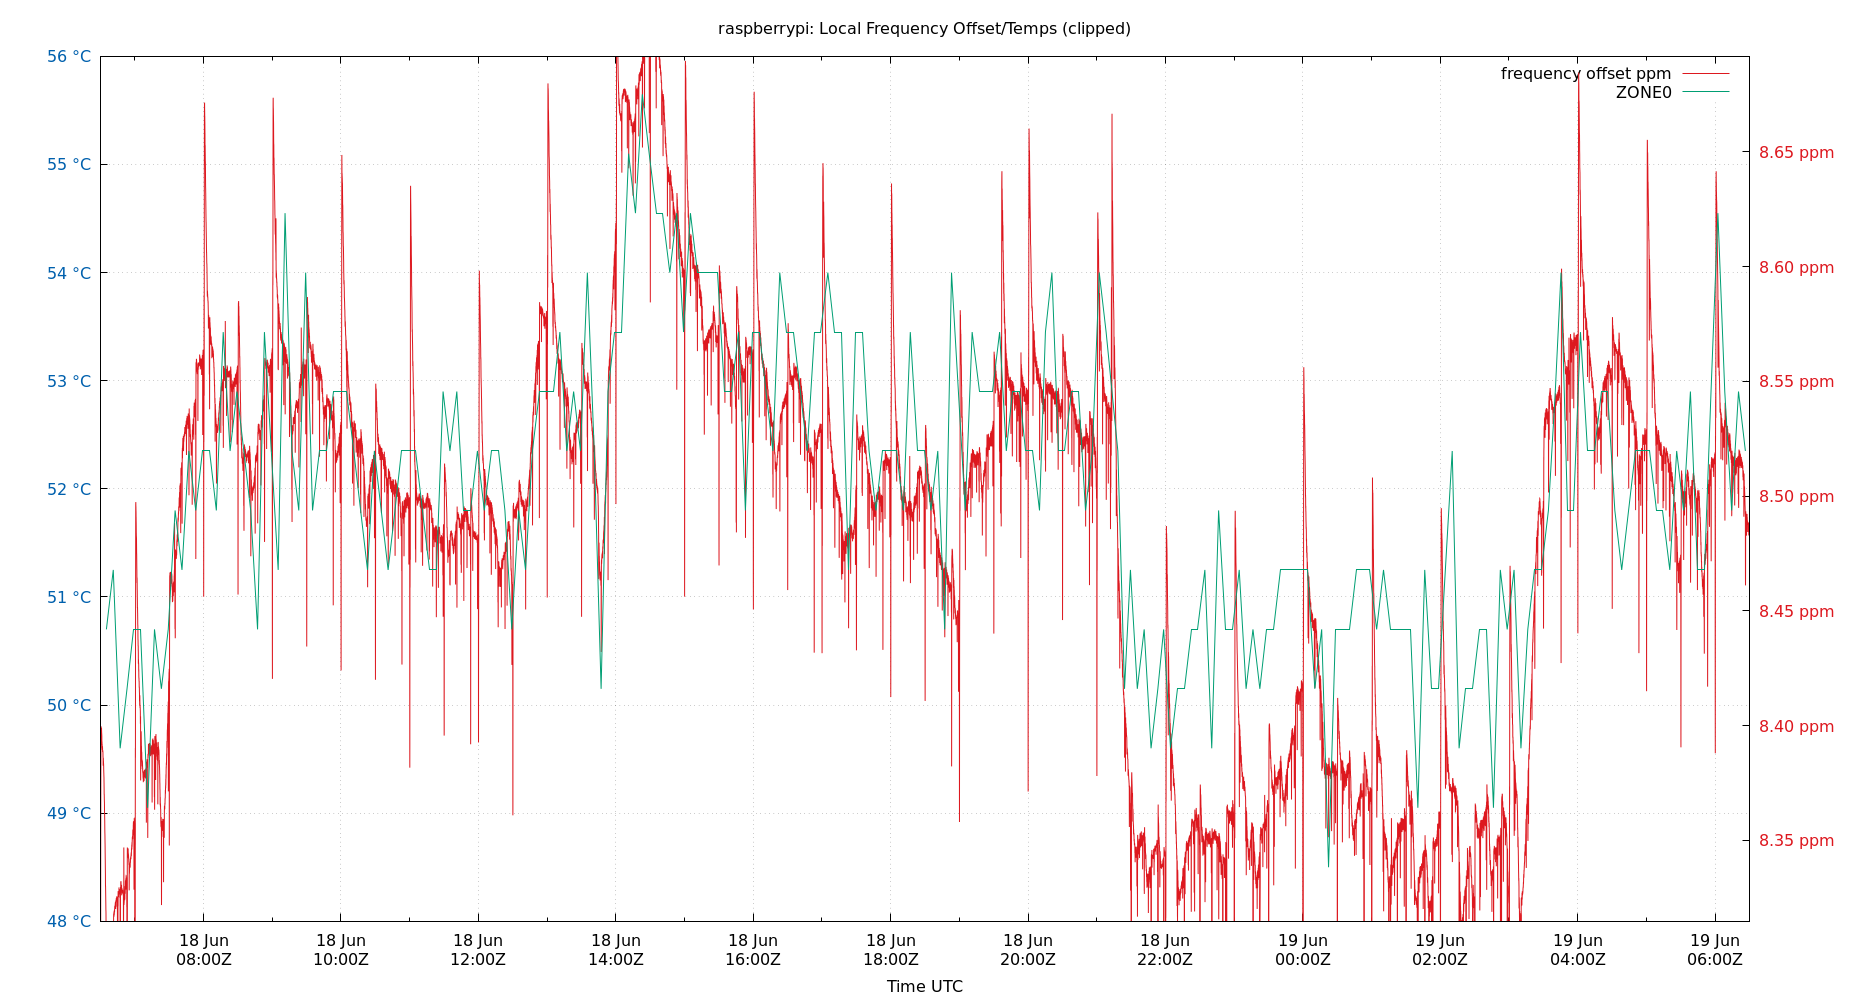 raspberrypi: Local Frequency Offset/Temps (clipped)
56 °C
55 °C
54 °C
53 °C
52 °C
51 °C
50 °C
49 °C
48 °C
frequency offset ppm
ZONE0
8.65 ppm
8.60 ppm
8.55 ppm
8.50 ppm
8.45 ppm
8.40 ppm
8.35 ppm
18 Jun 18 Jun 18 Jun 18 Jun 18 Jun 18 Jun 18 Jun 18 Jun 19 Jun 19 Jun 19 Jun 19 Jun
08:00Z 10:00Z 12:00Z 14:00Z 16:00Z 18:00Z 20:00Z 22:00Z 00:00Z 02:00Z 04:00Z 06:00Z
Time UTC